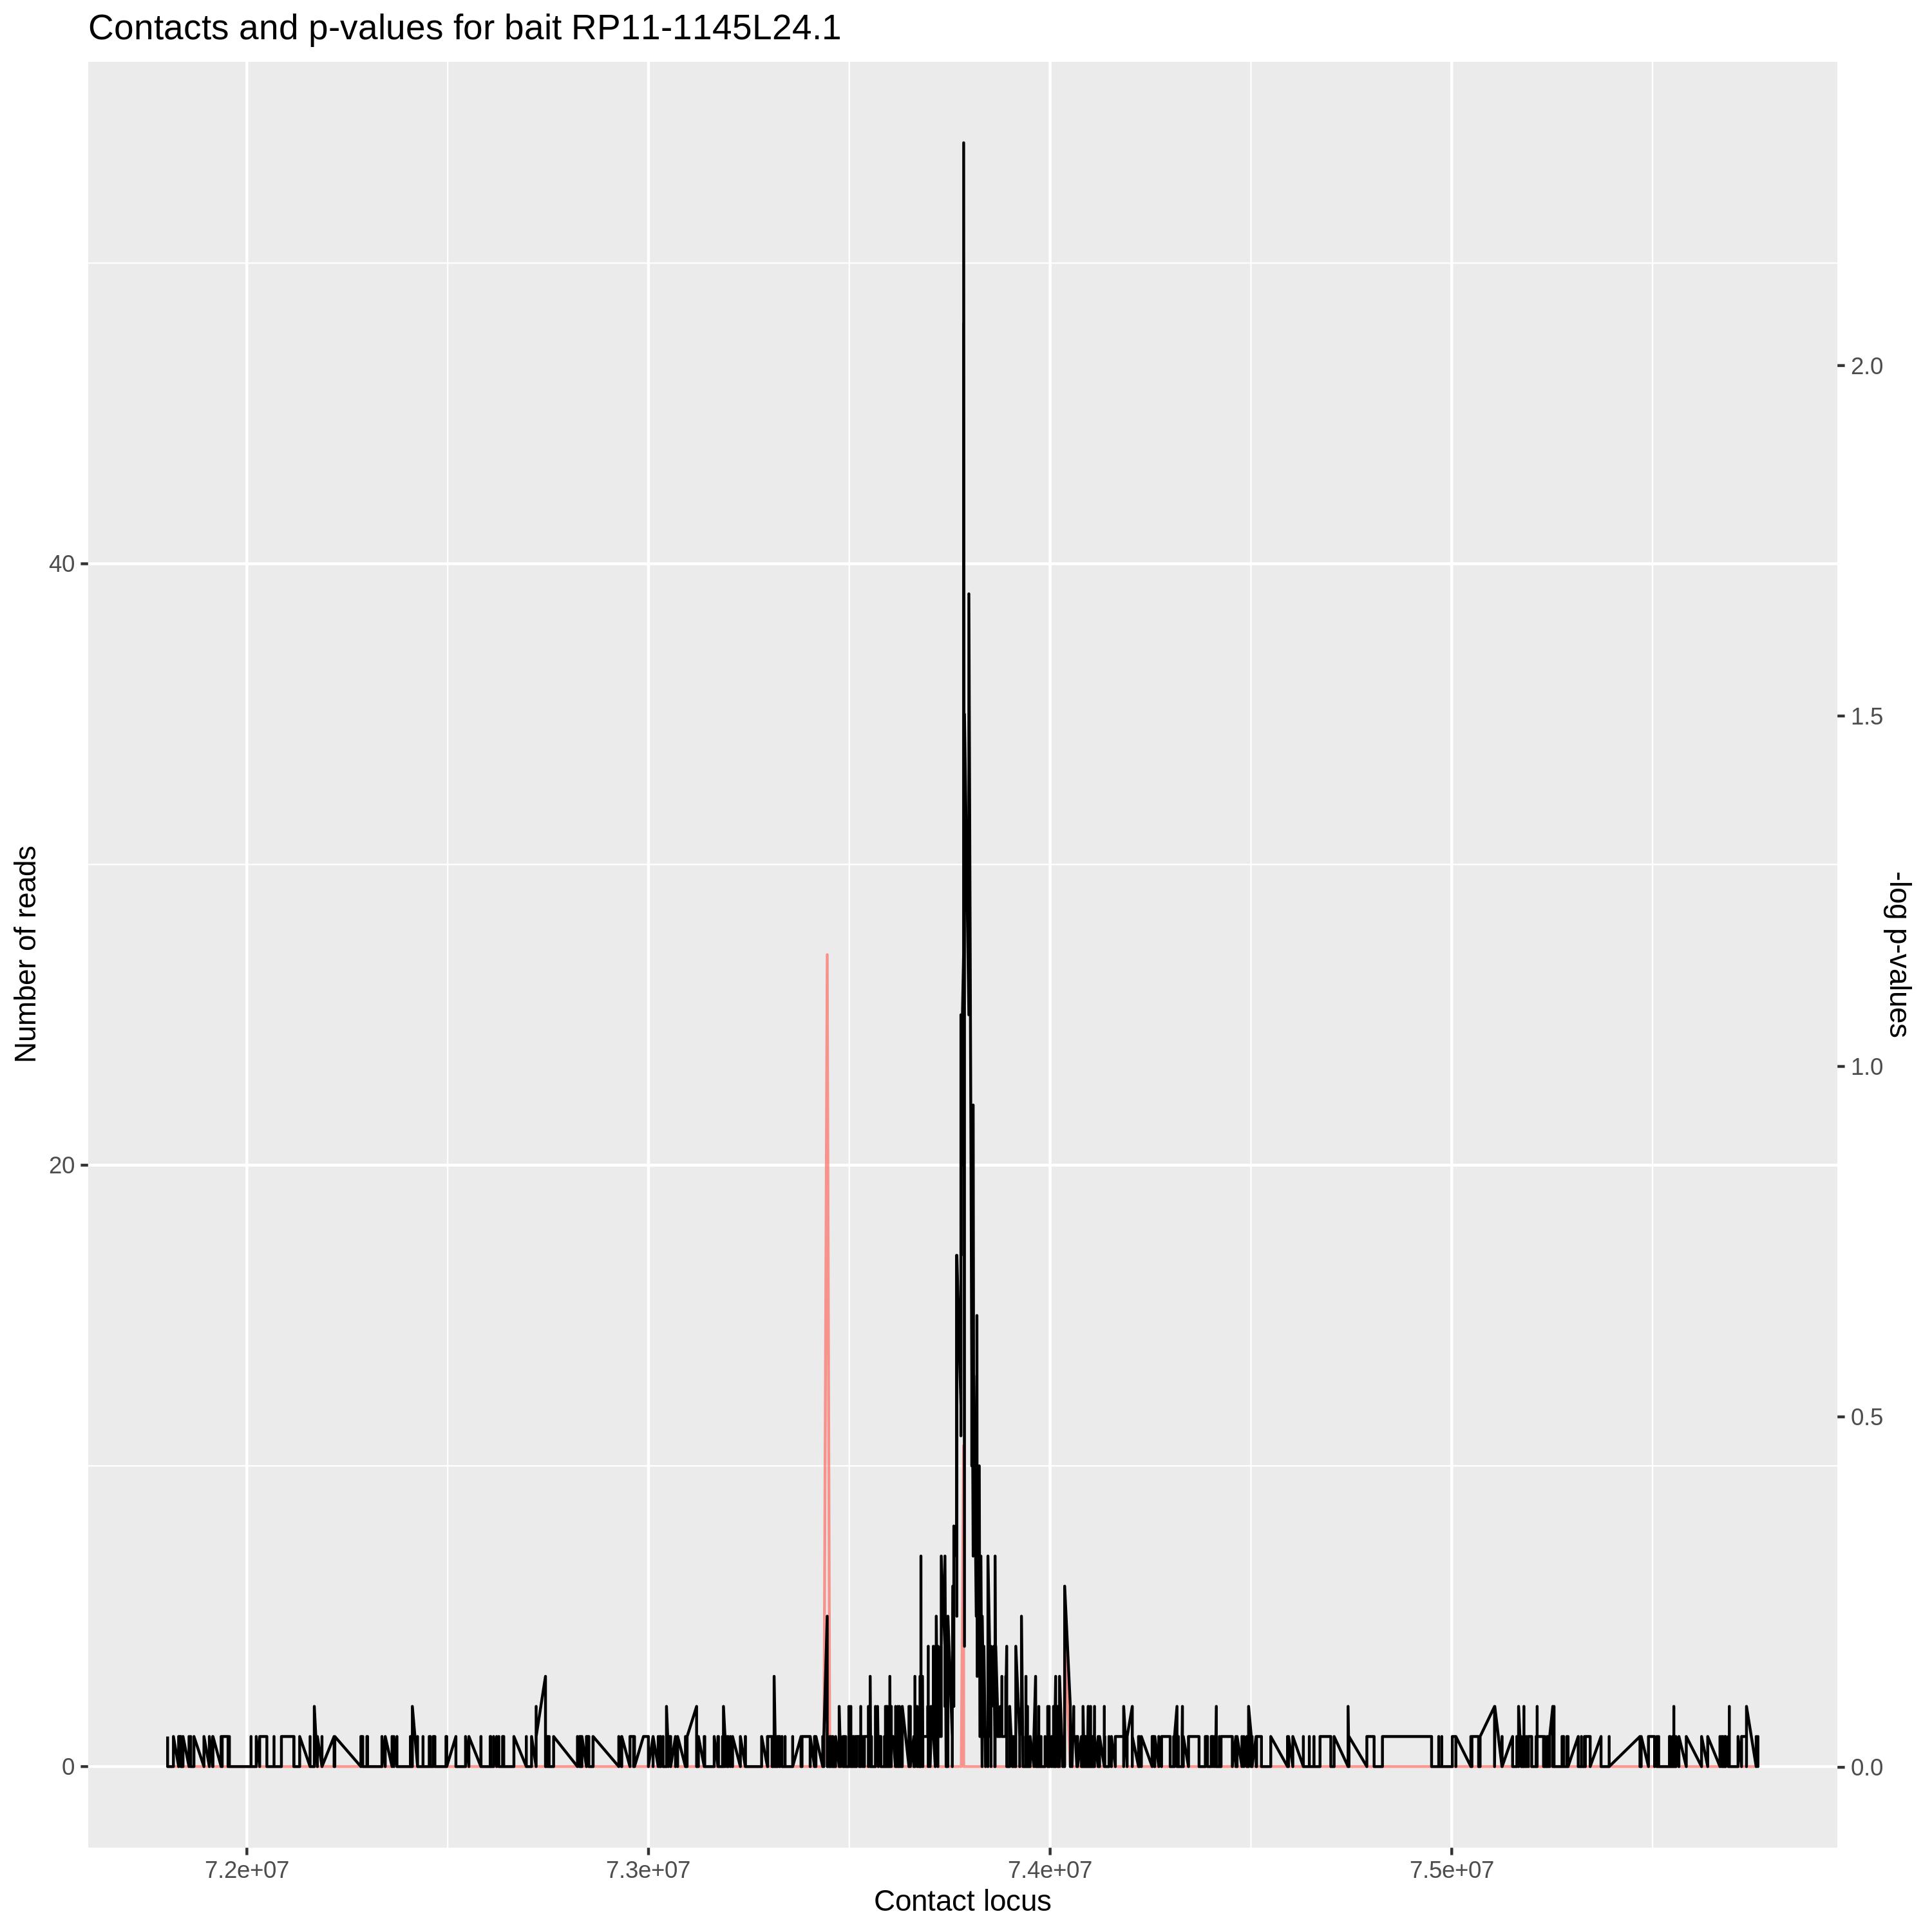 Contacts and p-values for bait RP11-1145L24.1
Number of reads
40
20
0
2.0
1.5
1.0
0.5
0.0
-log p-values
7.2e+07 7.3e+07 7.4e+07 7.5e+07
Contact locus